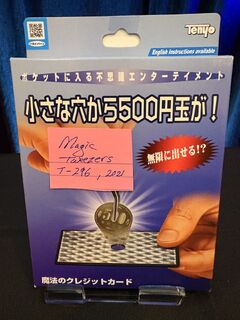 Tenyo
English instructions available
ポケットに入る不思議エンターテイメント
小さな穴から500円玉が!
Magic
Tweezers
T-296, 2021
無限に出せる!?
500
魔法のクレジットカード